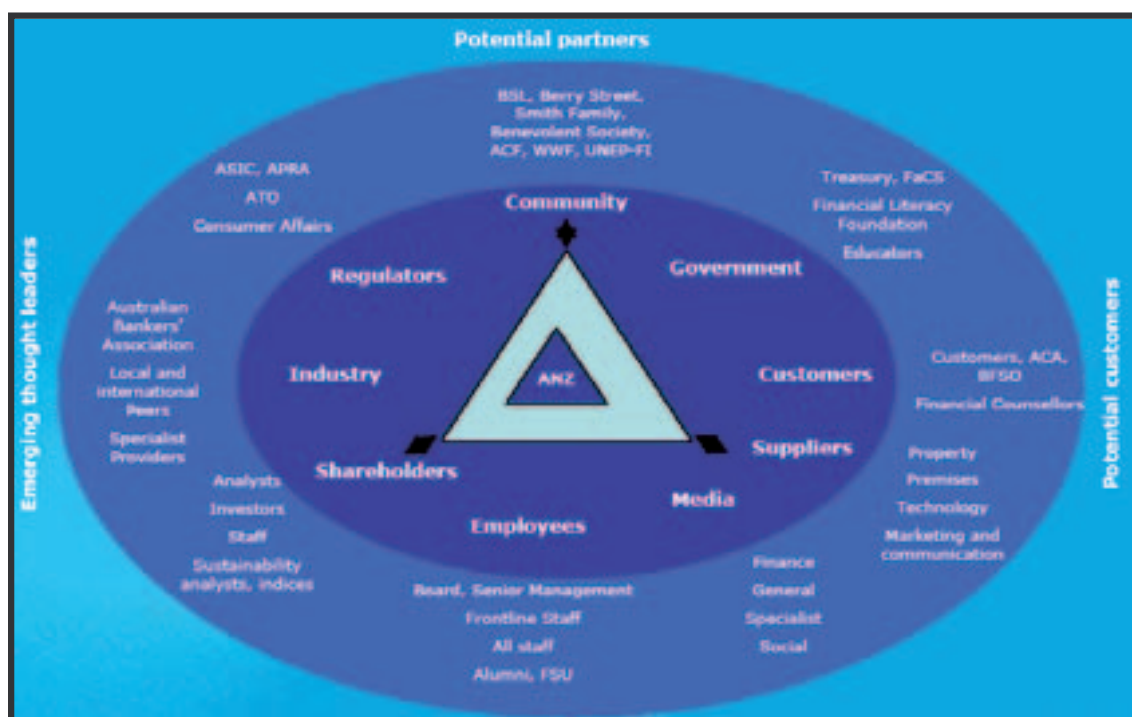 Potential partners
BSL, Berry Street,
Smith Family,
Benevolent Society,
ACF, WWF, UNEP-FI
ASIC, APRA
ATO
Consumer Affairs
Treasury, FaCS
Financial Literacy
Foundation
Educators
Community
Regulators
Government
Emerging thought leaders
Australian
Bankers'
Association
Local and
international
Peers
Specialist
Providers
Industry
ANZ
Customers
Customers, ACA,
BFSO
Financial Counsellors
Potential customers
Shareholders
Suppliers
Media
Employees
Analysts
Investors
Staff
Sustainability
analysts, indices
Property
Premises
Technology
Marketing and
communication
Board, Senior Management
Frontline Staff
All staff
Alumni, FSU
Finance
General
Specialist
Social